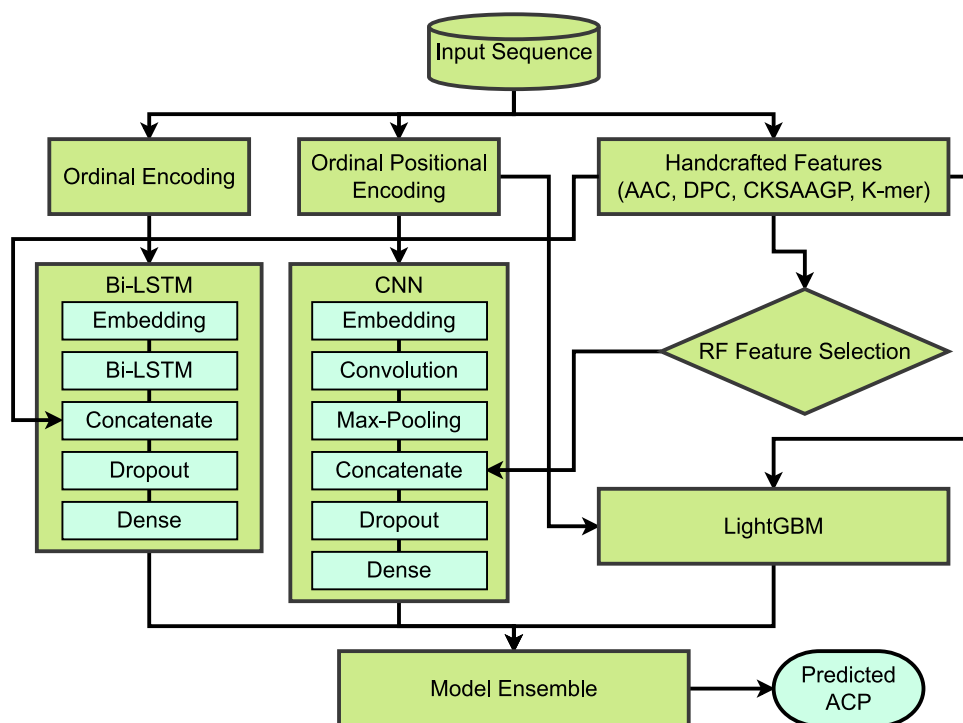 Input Sequence
Ordinal Encoding
Ordinal Positional
Encoding
Handcrafted Features
(AAC, DPC, CKSAAGP, K-mer)
Bi-LSTM
Embedding
Bi-LSTM
Concatenate
Dropout
Dense
CNN
Embedding
Convolution
Max-Pooling
Concatenate
Dropout
Dense
RF Feature Selection
LightGBM
Model Ensemble
Predicted
ACP